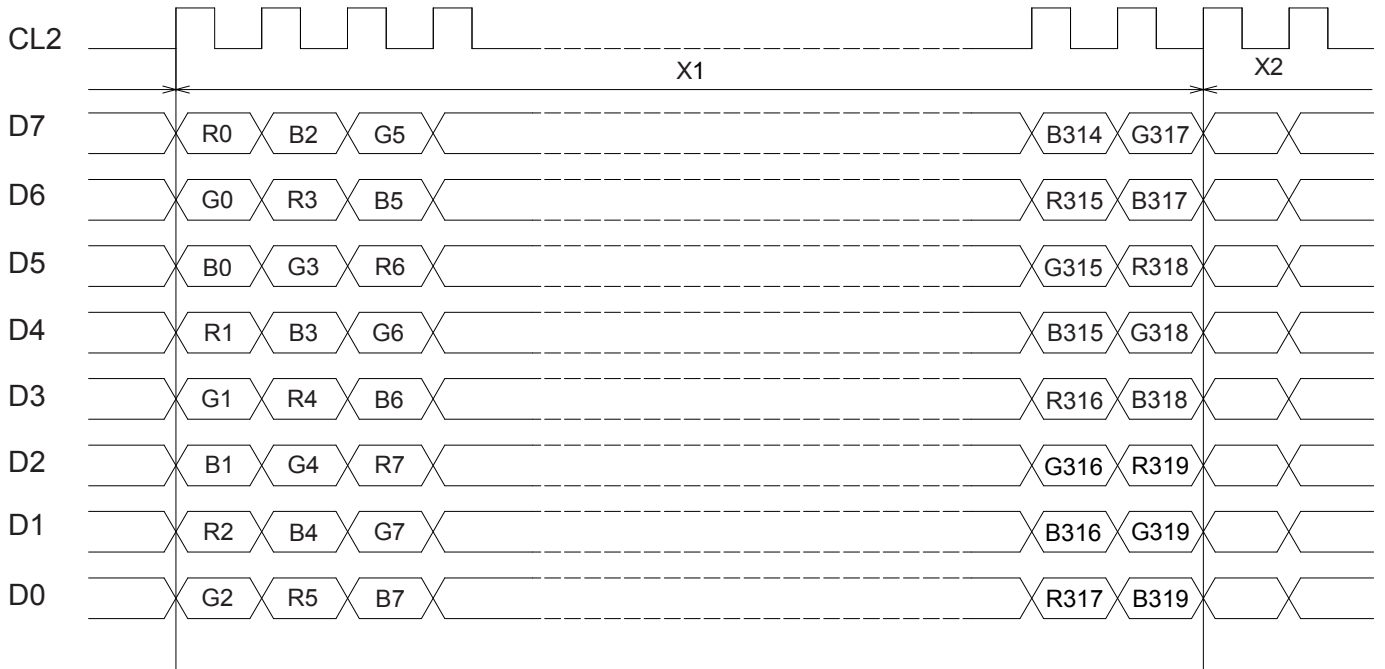 CL2
X1 X2
D7 R0 B2 G5 B314 G317
D6 G0 R3 B5 R315 B317
D5 B0 G3 R6 G315 R318
D4 R1 B3 G6 B315 G318
D3 G1 R4 B6 R316 B318
D2 B1 G4 R7 G316 R319
D1 R2 B4 G7 B316 G319
D0 G2 R5 B7 R317 B319